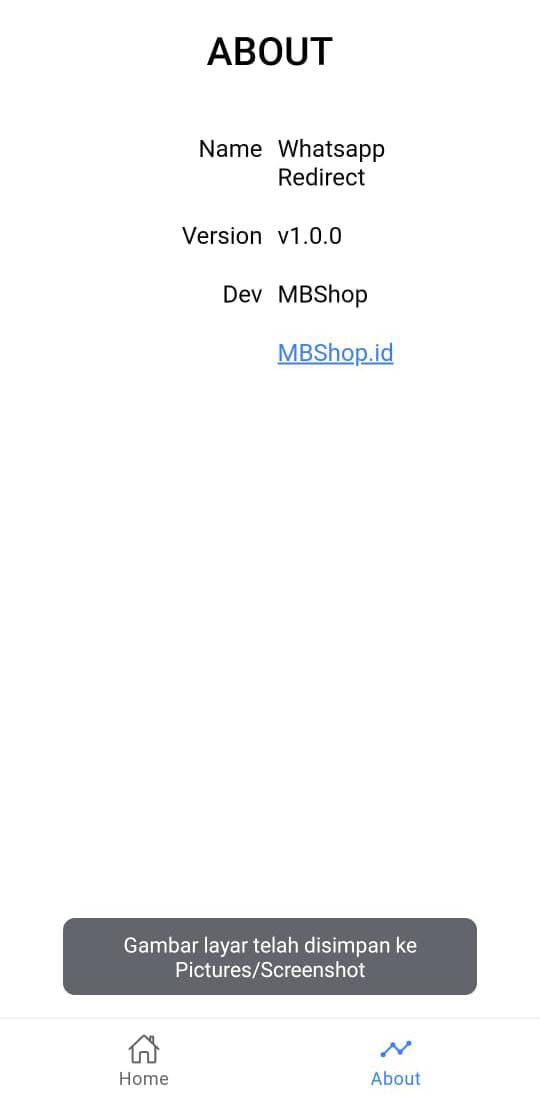 ABOUT
Name Whatsapp
Redirect
Version v1.0.0
Dev MBShop
MBShop.id
Gambar layar telah disimpan ke
Pictures/Screenshot
Home About